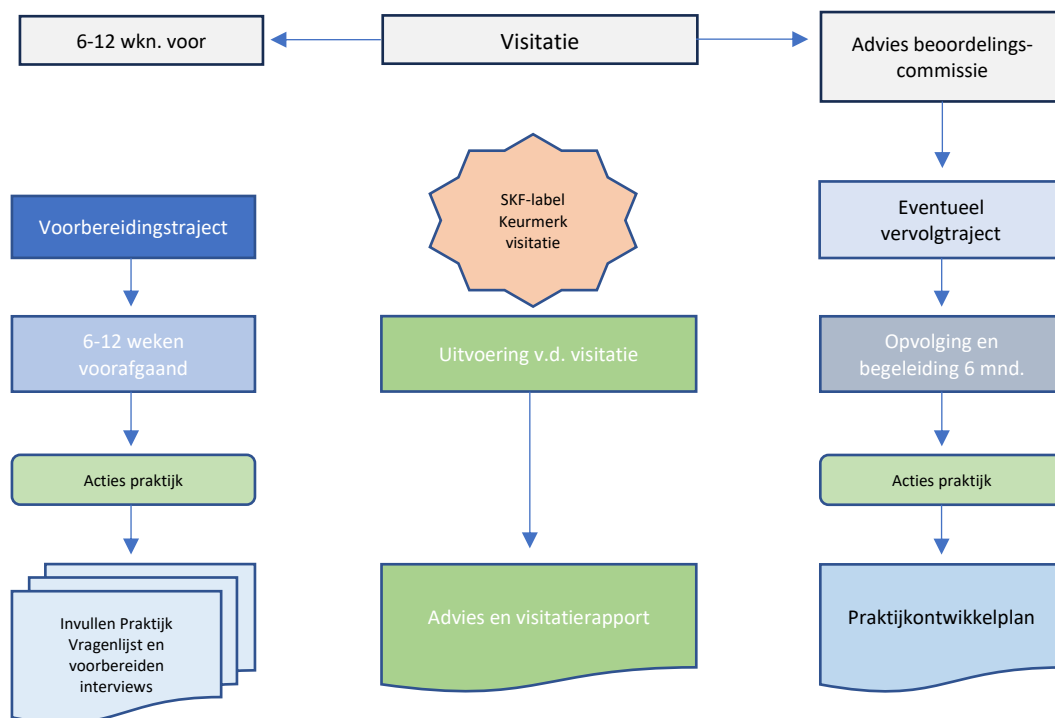 6-12 wkn. voor
Visitatie
Advies beoordelings-
commissie
SKF-label
Keurmerk
visitatie
Voorbereidingstraject
Eventueel
vervolgtraject
6-12 weken
voorafgaand
Uitvoering v.d. visitatie
Opvolging en
begeleiding 6 mnd.
Acties praktijk
Acties praktijk
Invullen Praktijk
Vragenlijst en
voorbereiden
interviews
Advies en visitatierapport
Praktijkontwikkelplan